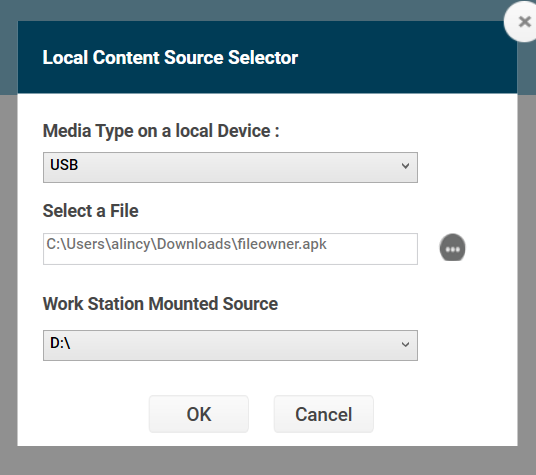 Local Content Source Selector
Media Type on a local Device :
USB
Select a File
C:\Users\alincy\Downloads\fileowner.apk
Work Station Mounted Source
D:\
OK Cancel